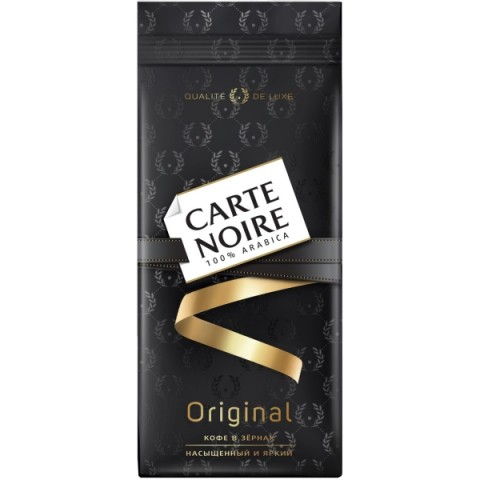 QUALITÉ DE LUXE
CARTE
NOIRE
100% ARABICA
Original
КОФЕ В ЗЁРНАХ
НАСЫЩЕННЫЙ И ЯРКИЙ